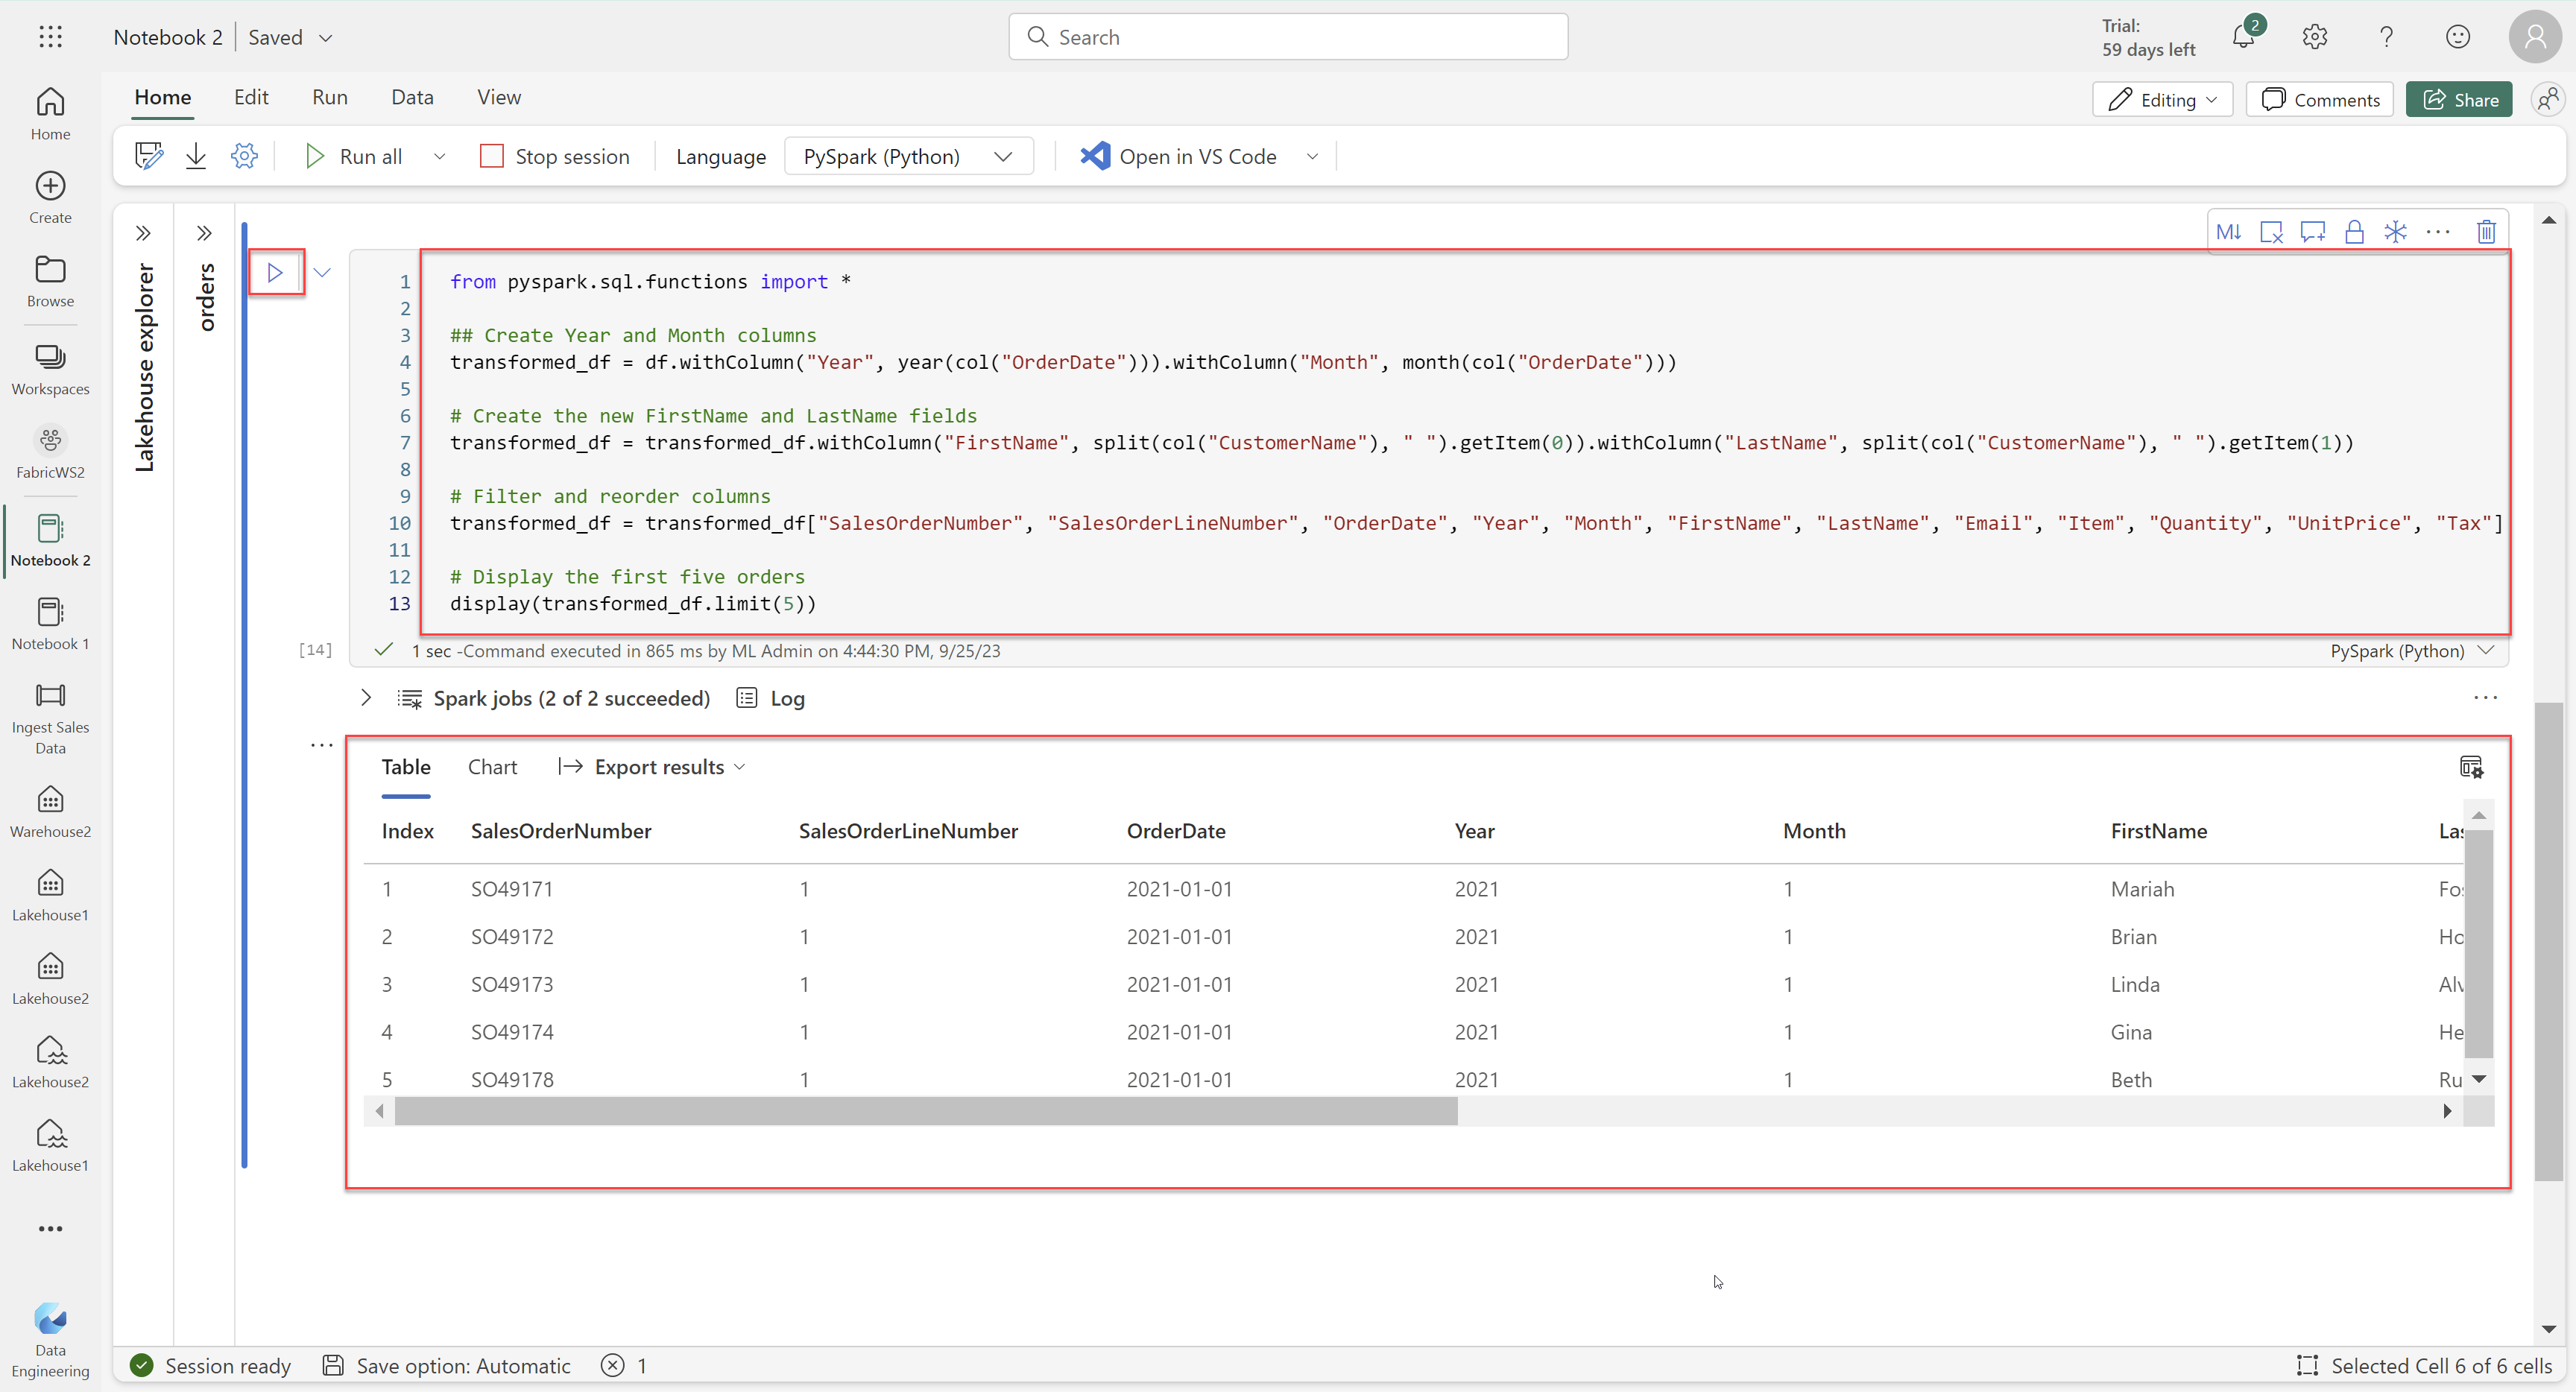 Notebook 2 Saved
Search
Trial:
59 days left
2
Home Edit Run Data View
Editing Comments Share
Run all Stop session Language PySpark (Python) Open in VS Code
Home
Create
Browse
Workspaces
FabricWS2
Notebook 2
Notebook 1
Ingest Sales
Data
Warehouse2
Lakehouse1
Lakehouse2
Lakehouse2
Lakehouse1
Data
Engineering
Lakehouse explorer
orders
M↓
1 from pyspark.sql.functions import *
2
3 ## Create Year and Month columns
4 transformed_df = df.withColumn("Year", year(col("OrderDate"))).withColumn("Month", month(col("OrderDate")))
5
6 # Create the new FirstName and LastName fields
7 transformed_df = transformed_df.withColumn("FirstName", split(col("CustomerName"), " ").getItem(0)).withColumn("LastName", split(col("CustomerName"), " ").getItem(1))
8
9 # Filter and reorder columns
10 transformed_df = transformed_df["SalesOrderNumber", "SalesOrderLineNumber", "OrderDate", "Year", "Month", "FirstName", "LastName", "Email", "Item", "Quantity", "UnitPrice", "Tax"]
11
12 # Display the first five orders
13 display(transformed_df.limit(5))
[14] 1 sec -Command executed in 865 ms by ML Admin on 4:44:30 PM, 9/25/23 PySpark (Python)
Spark jobs (2 of 2 succeeded) Log
Table Chart Export results
Index SalesOrderNumber SalesOrderLineNumber OrderDate Year Month FirstName Las
1 SO49171 1 2021-01-01 2021 1 Mariah Fos
2 SO49172 1 2021-01-01 2021 1 Brian Ho
3 SO49173 1 2021-01-01 2021 1 Linda Alv
4 SO49174 1 2021-01-01 2021 1 Gina He
5 SO49178 1 2021-01-01 2021 1 Beth Ru
Session ready Save option: Automatic 1 Selected Cell 6 of 6 cells